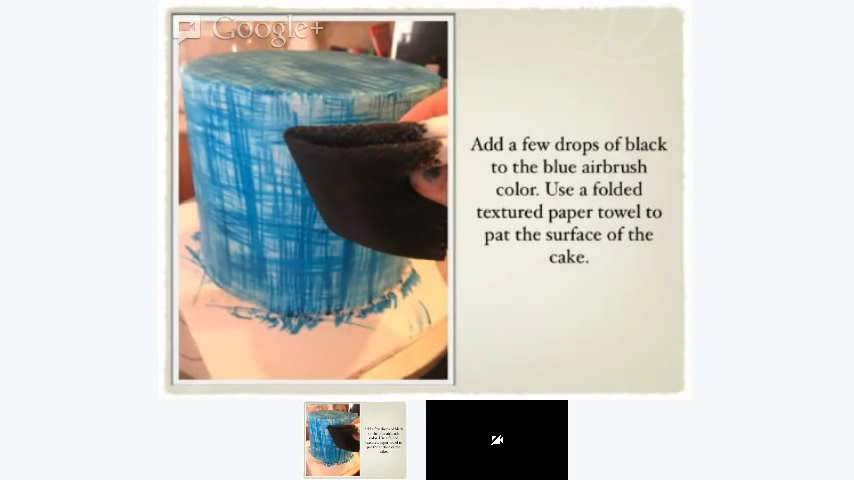 Google+
Add a few drops of black
to the blue airbrush
color. Use a folded
textured paper towel to
pat the surface of the
cake.